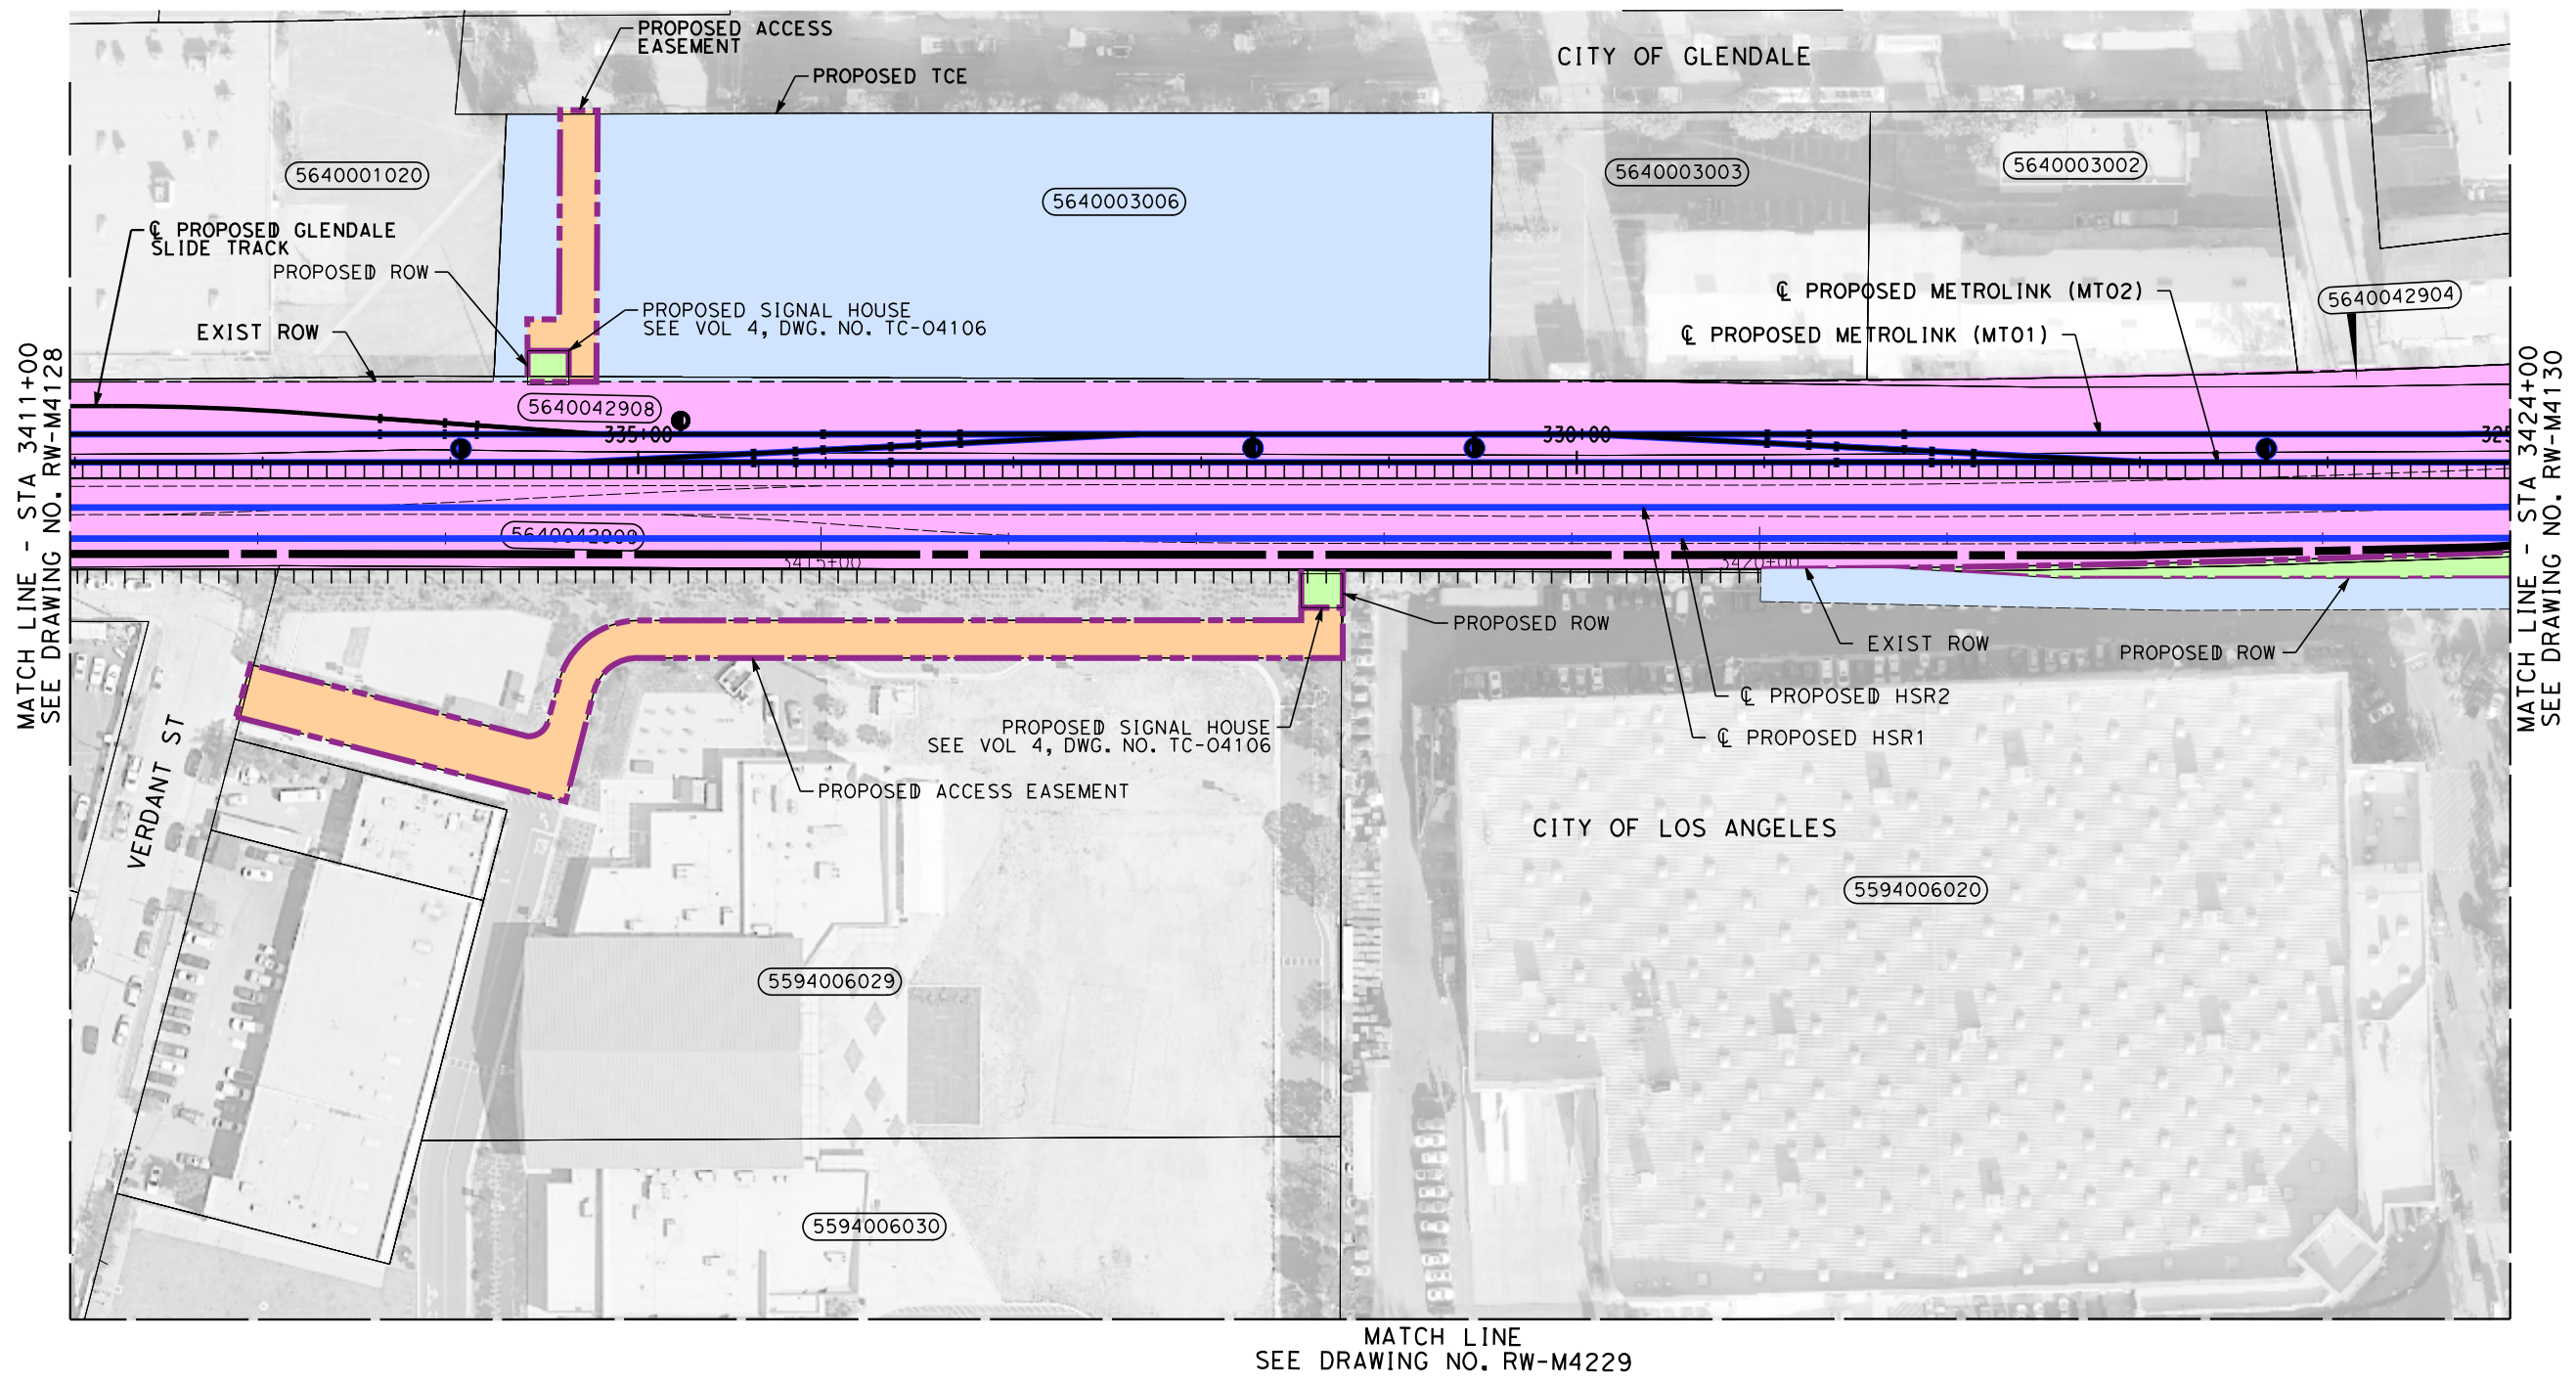 PROPOSED ACCESS
EASEMENT
PROPOSED TCE
CITY OF GLENDALE
5640001020
5640003006
5640003003
5640003002
℄ PROPOSED GLENDALE
SLIDE TRACK
PROPOSED ROW
EXIST ROW
PROPOSED SIGNAL HOUSE
SEE VOL 4, DWG. NO. TC-04106
℄ PROPOSED METROLINK (MT02)
℄ PROPOSED METROLINK (MT01)
5640042904
MATCH LINE - STA 3411+00
SEE DRAWING NO. RW-M4128
MATCH LINE - STA 3424+00
SEE DRAWING NO. RW-M4130
5640042908
335+00
330+00
325
5640042909
3415+00
3420+00
PROPOSED ROW
EXIST ROW
PROPOSED ROW
℄ PROPOSED HSR2
℄ PROPOSED HSR1
PROPOSED SIGNAL HOUSE
SEE VOL 4, DWG. NO. TC-04106
PROPOSED ACCESS EASEMENT
VERDANT ST
CITY OF LOS ANGELES
5594006020
5594006029
5594006030
MATCH LINE
SEE DRAWING NO. RW-M4229